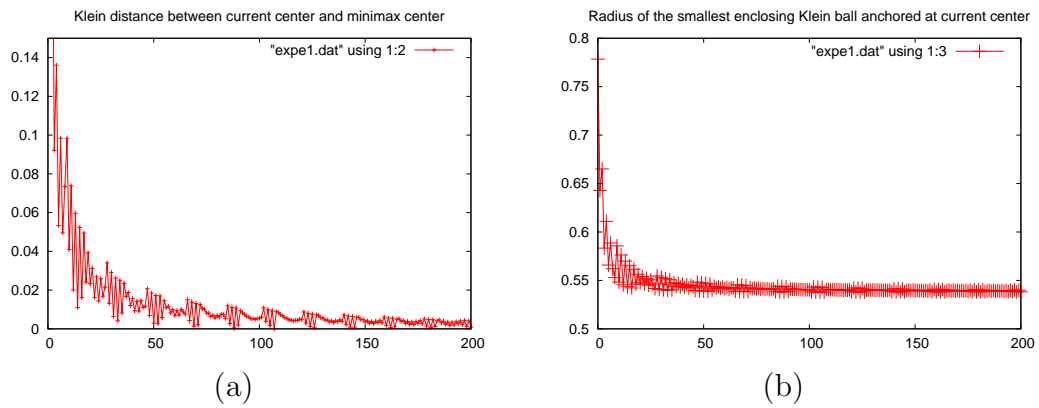 Klein distance between current center and minimax center
"expe1.dat" using 1:2
0.14
0.12
0.1
0.08
0.06
0.04
0.02
0
0 50 100 150 200
(a)
Radius of the smallest enclosing Klein ball anchored at current center
"expe1.dat" using 1:3
0.8
0.75
0.7
0.65
0.6
0.55
0.5
0 50 100 150 200
(b)